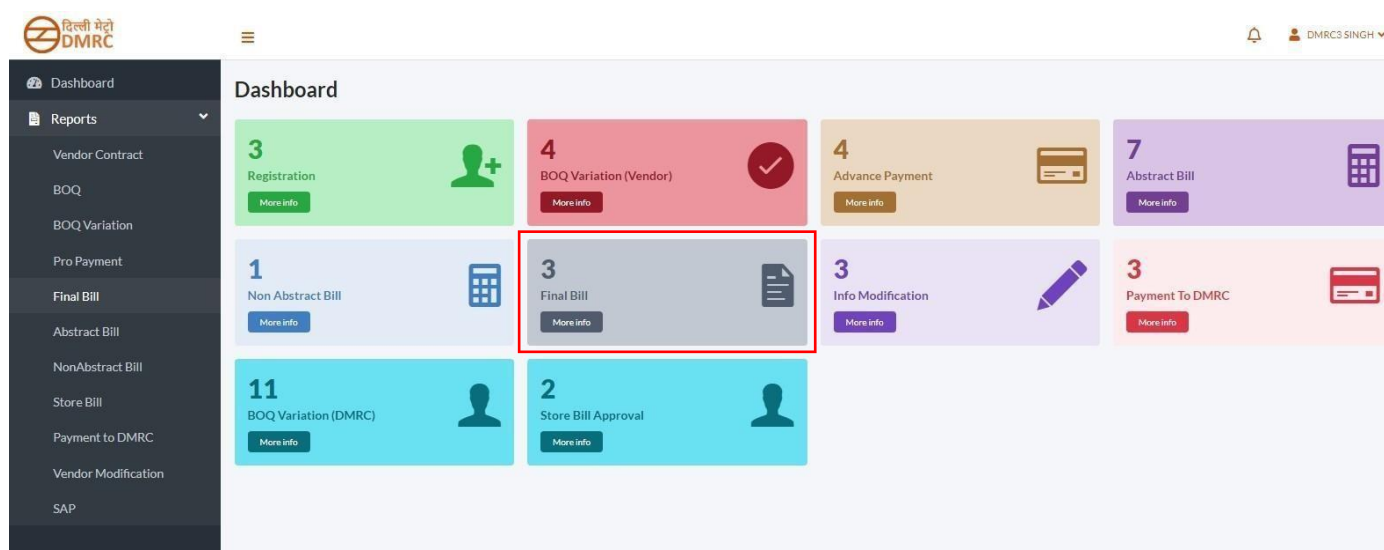 दिल्ली मेट्रो
DMRC
DMRC3 SINGH
Dashboard
Reports
Vendor Contract
BOQ
BOQ Variation
Pro Payment
Final Bill
Abstract Bill
NonAbstract Bill
Store Bill
Payment to DMRC
Vendor Modification
SAP
Dashboard
3
Registration
More info
4
BOQ Variation (Vendor)
More info
4
Advance Payment
More info
7
Abstract Bill
More info
1
Non Abstract Bill
More info
3
Final Bill
More info
3
Info Modification
More info
3
Payment To DMRC
More info
11
BOQ Variation (DMRC)
More info
2
Store Bill Approval
More info